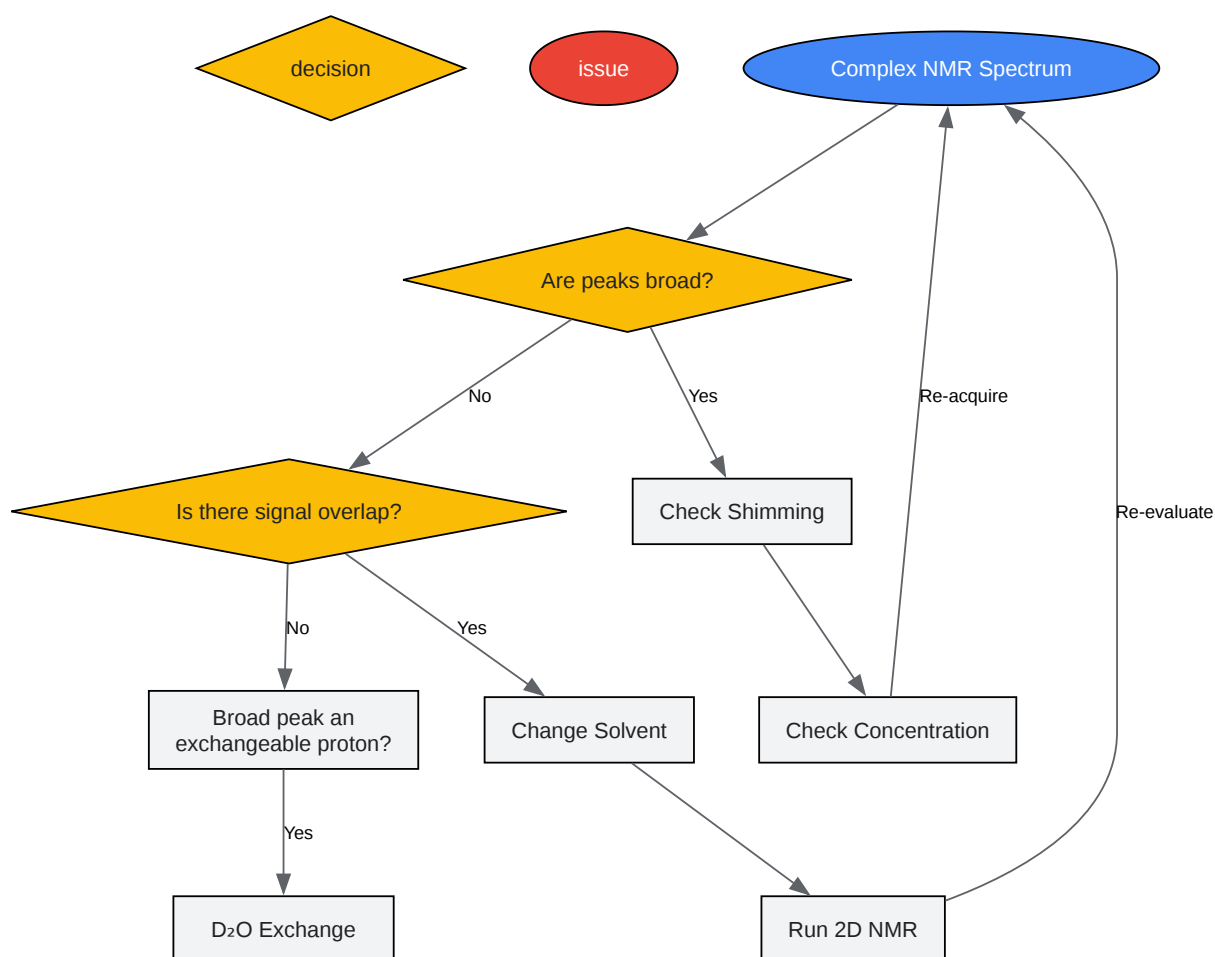 decision
issue
Complex NMR Spectrum
Are peaks broad?
No
Yes
Re-acquire
Is there signal overlap?
Check Shimming
Re-evaluate
No
Yes
Broad peak an
exchangeable proton?
Change Solvent
Check Concentration
Yes
D₂O Exchange
Run 2D NMR